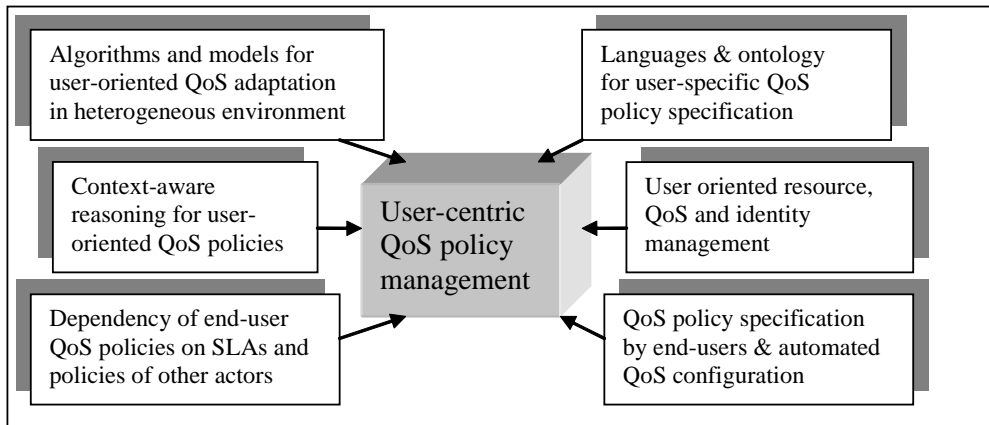 Algorithms and models for
user-oriented QoS adaptation
in heterogeneous environment
Languages & ontology
for user-specific QoS
policy specification
Context-aware
reasoning for user-
oriented QoS policies
User-centric
QoS policy
management
User oriented resource,
QoS and identity
management
Dependency of end-user
QoS policies on SLAs and
policies of other actors
QoS policy specification
by end-users & automated
QoS configuration